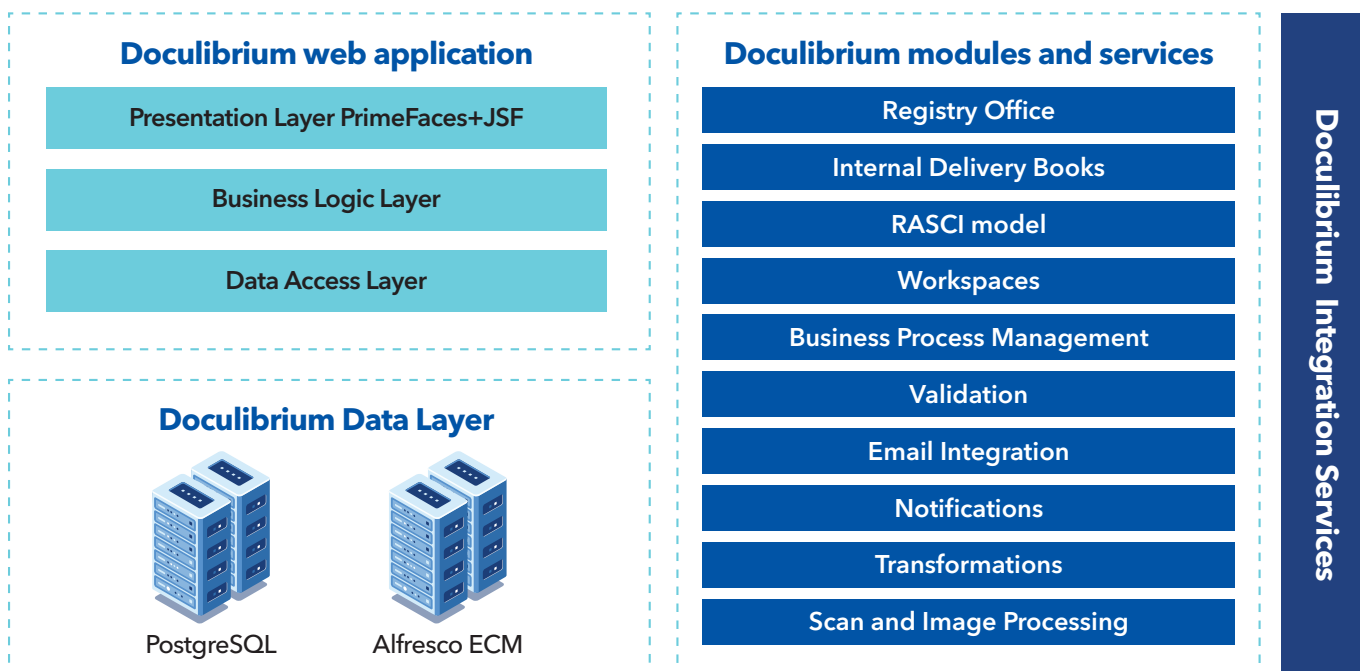 Doculibrium web application
Presentation Layer PrimeFaces+JSF
Business Logic Layer
Data Access Layer
Doculibrium Data Layer
PostgreSQL
Alfresco ECM
Doculibrium modules and services
Registry Office
Internal Delivery Books
RASCI model
Workspaces
Business Process Management
Validation
Email Integration
Notifications
Transformations
Scan and Image Processing
Doculibrium Integration Services